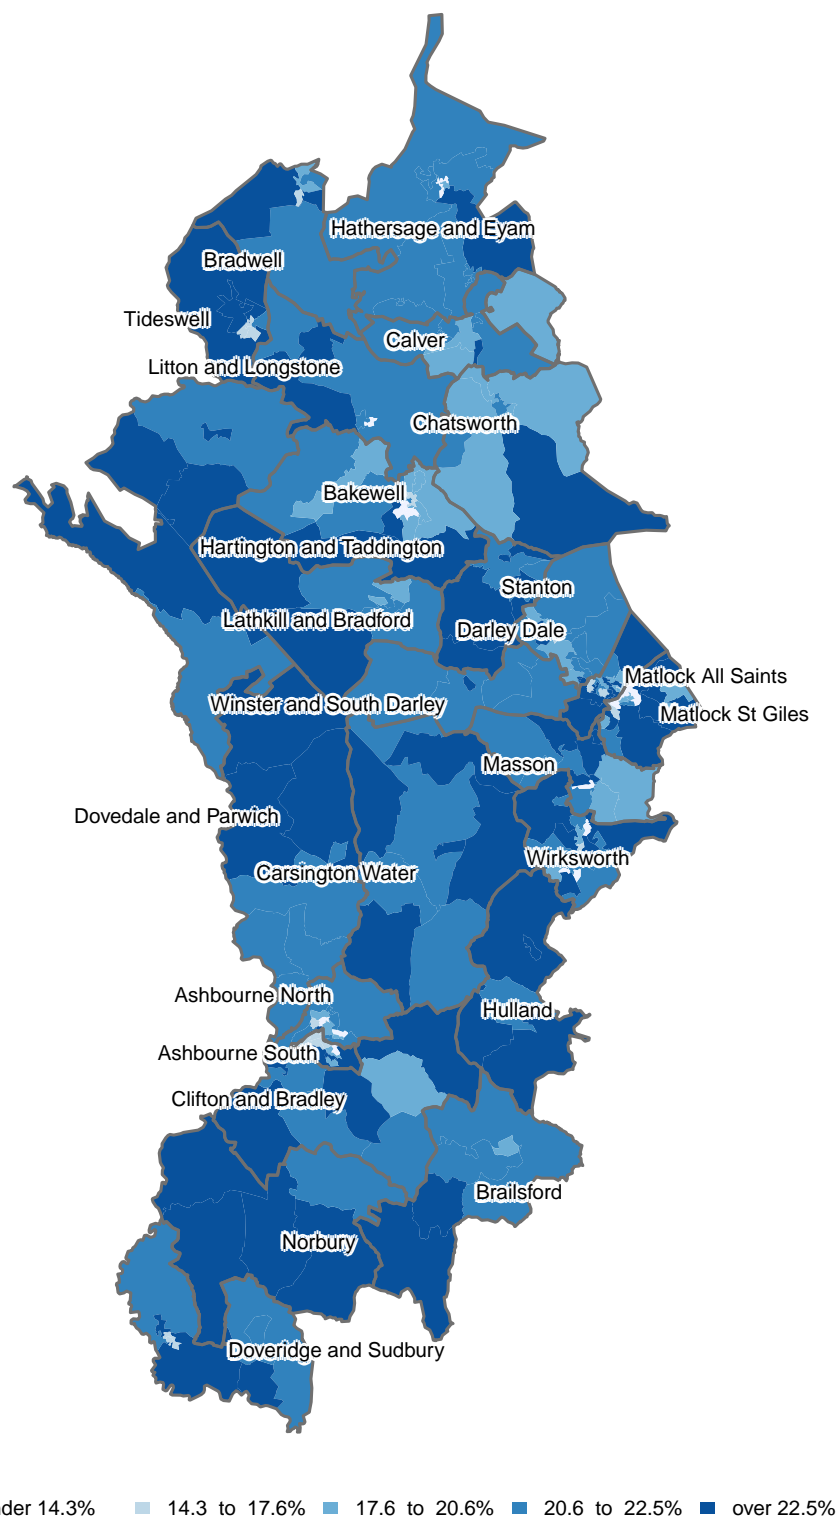 Hathersage and Eyam
Bradwell
Tideswell
Calver
Litton and Longstone
Chatsworth
Bakewell
Hartington and Taddington
Stanton
Lathkill and Bradford
Darley Dale
Matlock All Saints
Winster and South Darley
Matlock St Giles
Masson
Dovedale and Parwich
Wirksworth
Carsington Water
Ashbourne North
Hulland
Ashbourne South
Clifton and Bradley
Brailsford
Norbury
Doveridge and Sudbury
nder 14.3% 14.3 to 17.6% 17.6 to 20.6% 20.6 to 22.5% over 22.5%